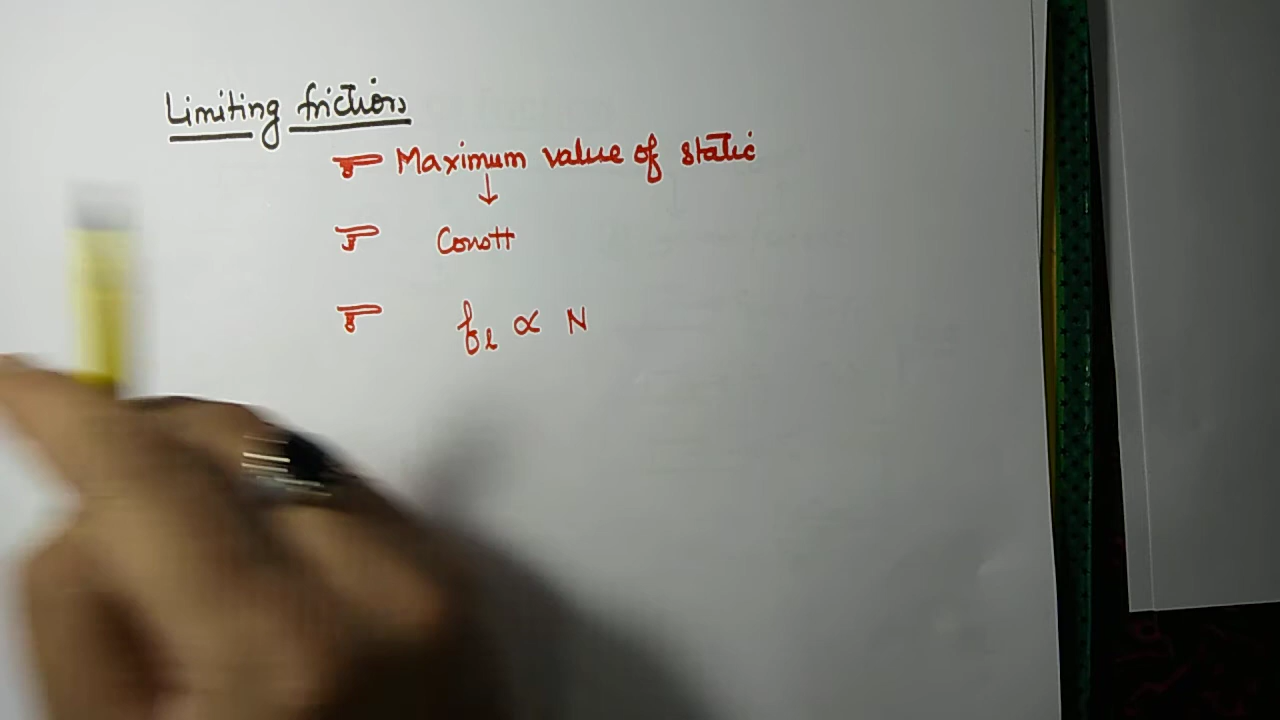 Limiting friction
Maximum value of static
↓
Constt
fl ∝ N